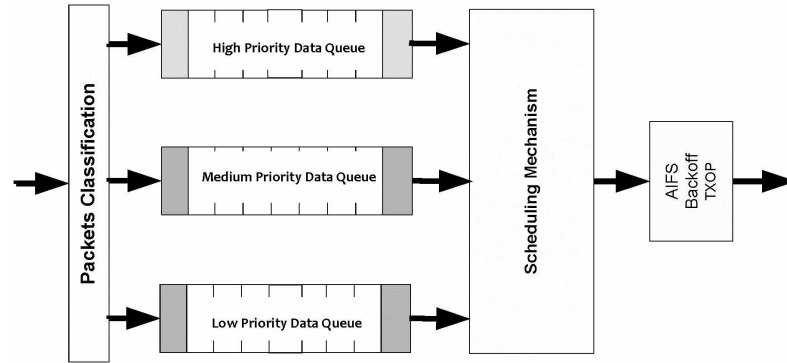 Packets Classification
High Priority Data Queue
Medium Priority Data Queue
Low Priority Data Queue
Scheduling Mechanism
AIFS
Backoff
TXOP